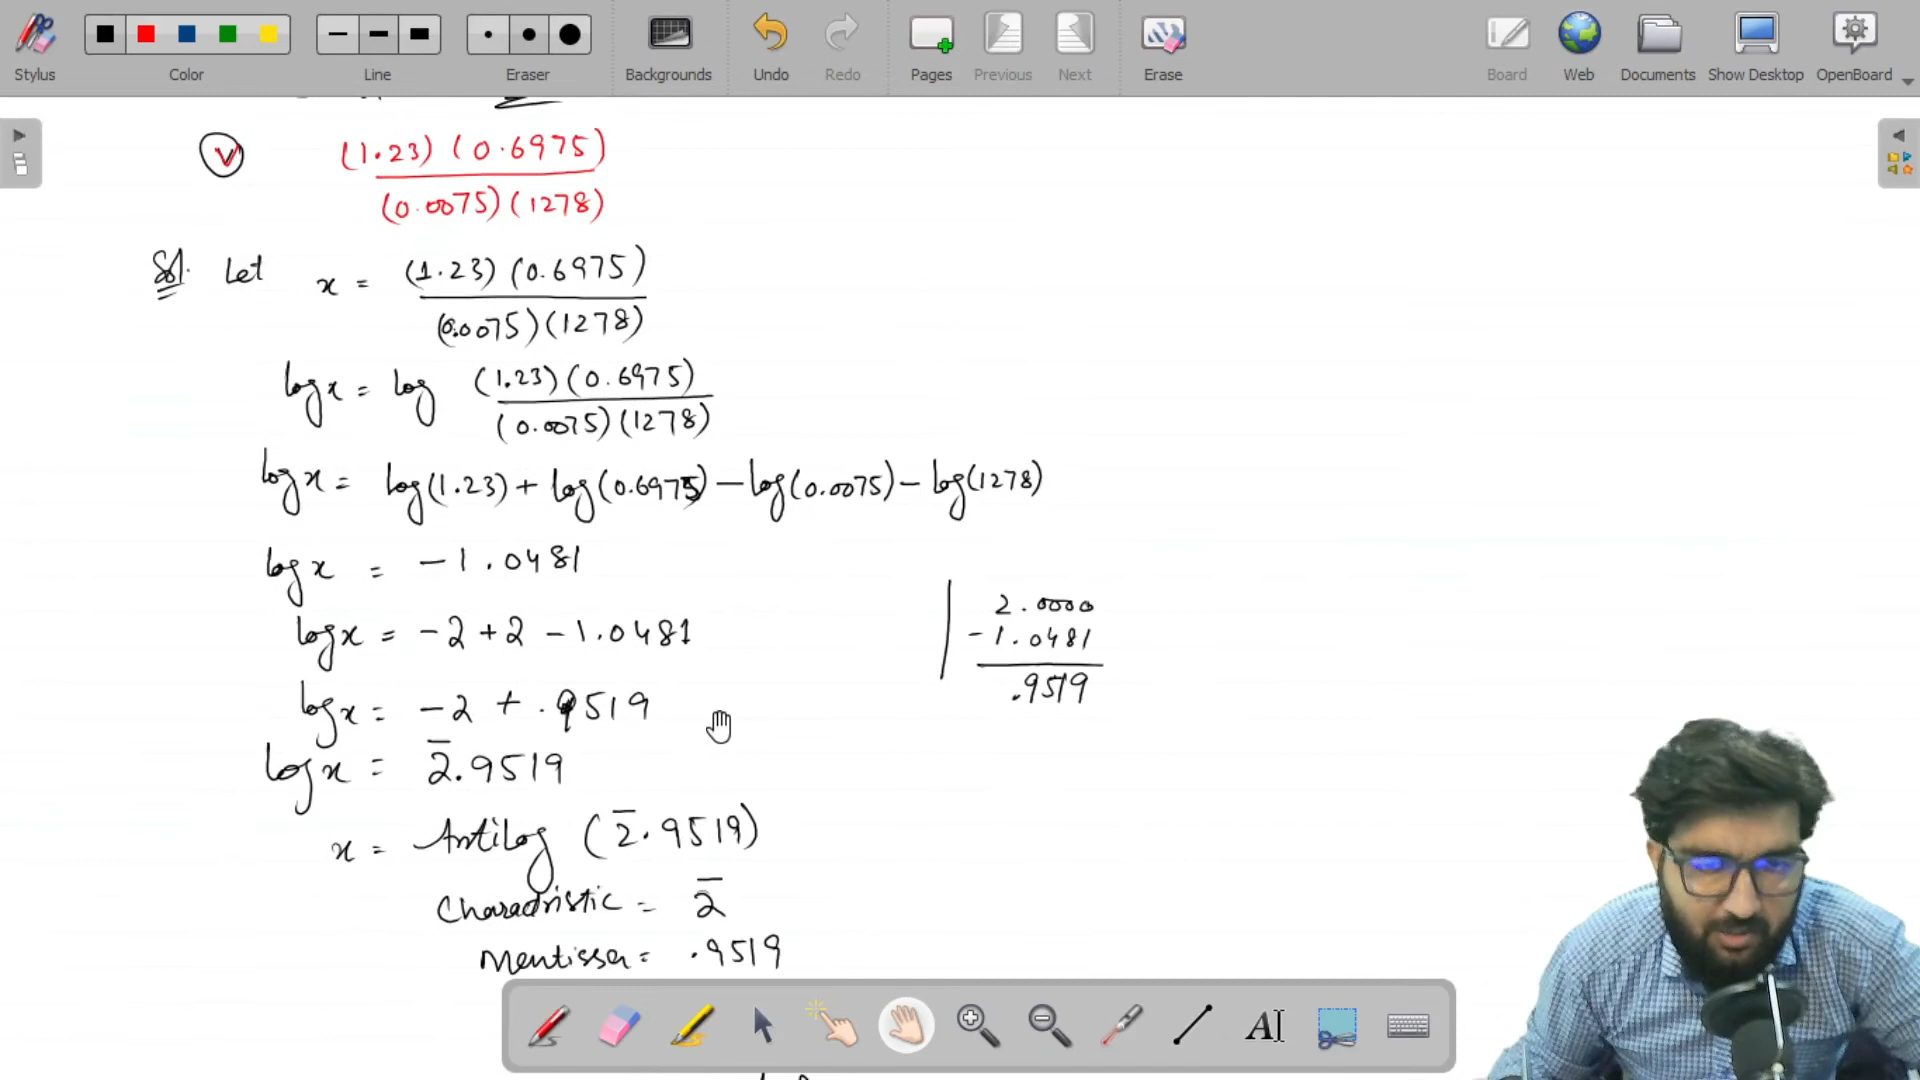 Stylus Color Line Eraser Backgrounds Undo Redo Pages Previous Next Erase Board Web Documents Show Desktop OpenBoard
V (1.23) (0.6975)
(0.0075) (1278)
Sol. Let x = (1.23) (0.6975)
(0.0075) (1278)
log x = log (1.23) (0.6975)
(0.0075) (1278)
log x = log(1.23) + log(0.6975) - log(0.0075) - log(1278)
log x = -1.0481
2.0000
log x = -2 +2 -1.0481
-1.0481
.9519
log x = -2 + .9519
log x = 2̅.9519
x = Antilog (2̅.9519)
Charactristic = 2̅
Mentissa = .9519
AI